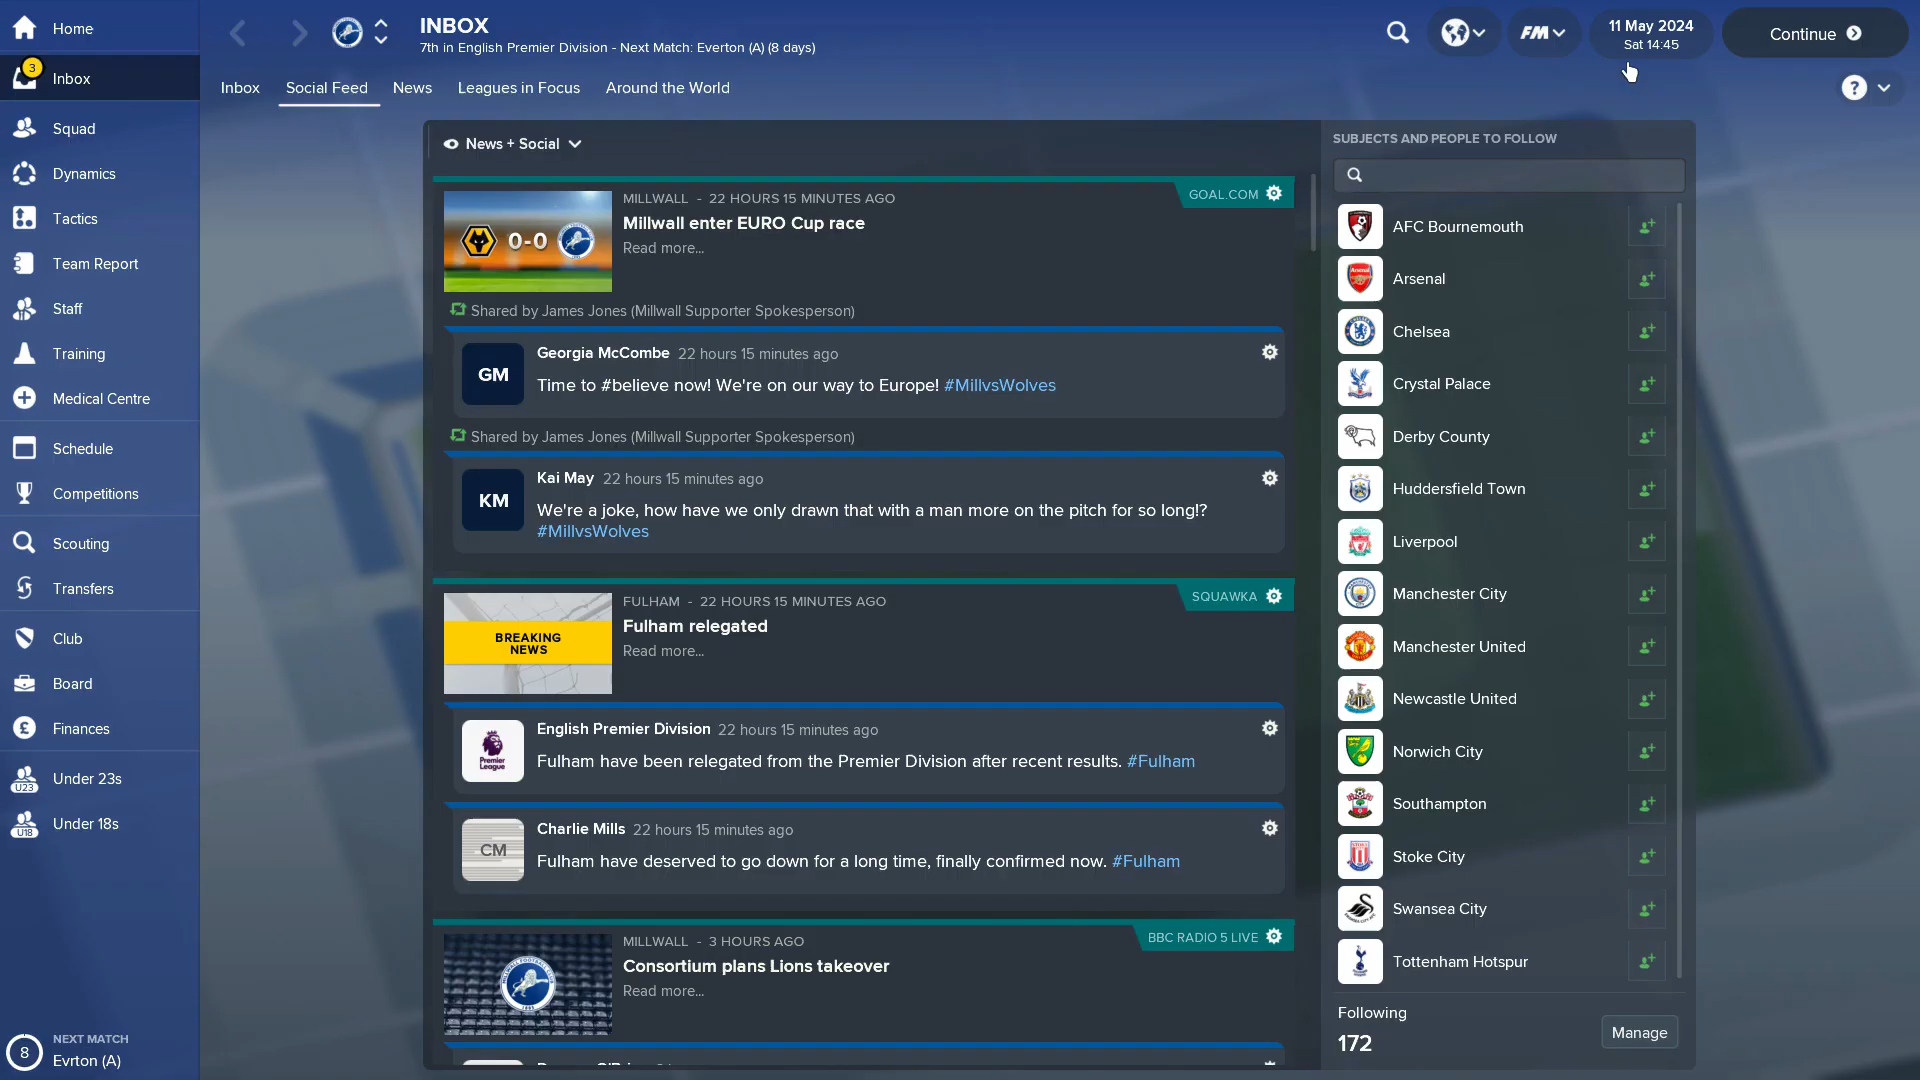 Home
3
Inbox
Squad
Dynamics
Tactics
Team Report
Staff
Training
Medical Centre
Schedule
Competitions
Scouting
Transfers
Club
Board
Finances
U23
Under 23s
U18
Under 18s
8
NEXT MATCH
Evrton (A)
INBOX
7th in English Premier Division - Next Match: Everton (A) (8 days)
FM
11 May 2024
Sat 14:45
Continue
Inbox
Social Feed
News
Leagues in Focus
Around the World
?
News + Social
0-0
MILLWALL - 22 HOURS 15 MINUTES AGO
GOAL.COM
Millwall enter EURO Cup race
Read more...
Shared by James Jones (Millwall Supporter Spokesperson)
GM
Georgia McCombe 22 hours 15 minutes ago
Time to #believe now! We're on our way to Europe! #MillvsWolves
Shared by James Jones (Millwall Supporter Spokesperson)
KM
Kai May 22 hours 15 minutes ago
We're a joke, how have we only drawn that with a man more on the pitch for so long!?
#MillvsWolves
BREAKING
NEWS
FULHAM - 22 HOURS 15 MINUTES AGO
SQUAWKA
Fulham relegated
Read more...
Premier
League
English Premier Division 22 hours 15 minutes ago
Fulham have been relegated from the Premier Division after recent results. #Fulham
CM
Charlie Mills 22 hours 15 minutes ago
Fulham have deserved to go down for a long time, finally confirmed now. #Fulham
MILLWALL - 3 HOURS AGO
BBC RADIO 5 LIVE
Consortium plans Lions takeover
Read more...
SUBJECTS AND PEOPLE TO FOLLOW
AFC Bournemouth
Arsenal
Chelsea
Crystal Palace
Derby County
Huddersfield Town
Liverpool
Manchester City
Manchester United
Newcastle United
Norwich City
Southampton
Stoke City
Swansea City
Tottenham Hotspur
Following
172
Manage